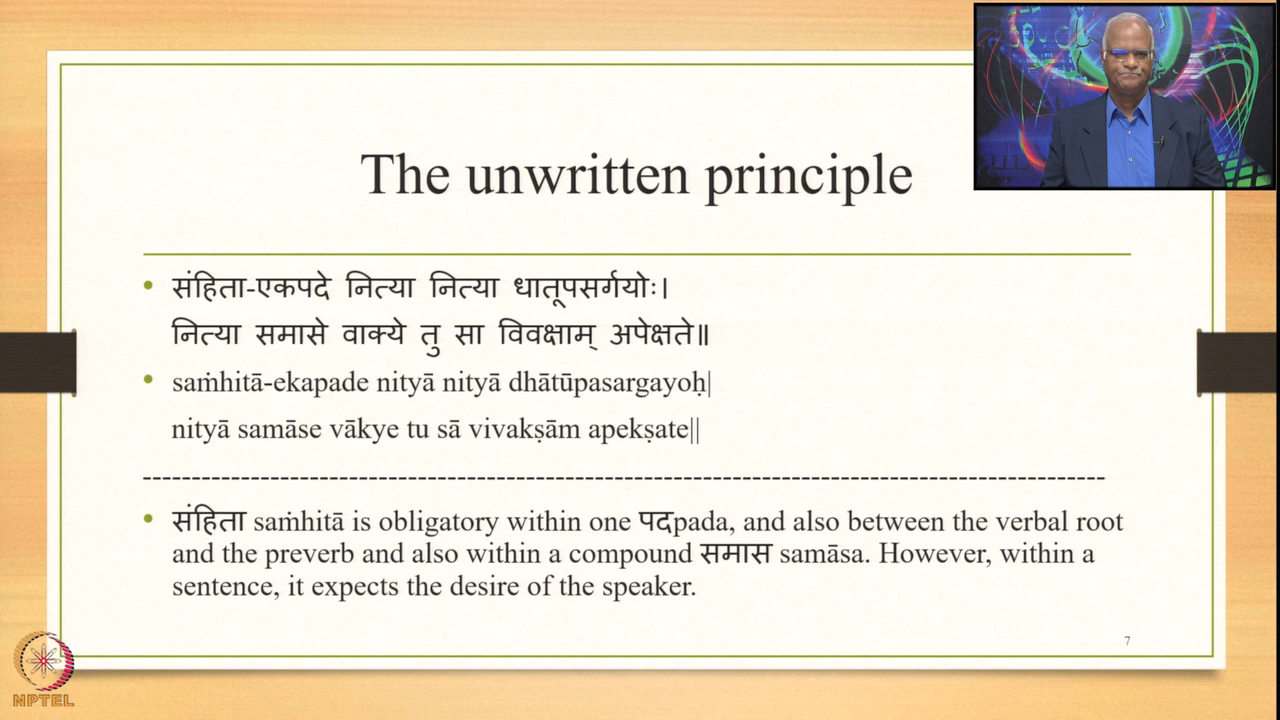 The unwritten principle
• संहिता-एकपदे नित्या नित्या धातूपसर्गयोः।
नित्या समासे वाक्ये तु सा विवक्षाम् अपेक्षते॥
• saṁhitā-ekapade nityā nityā dhātūpasargayoḥ|
nityā samāse vākye tu sā vivakṣām apekṣate||
• संहिता saṁhitā is obligatory within one पदpada, and also between the verbal root
and the preverb and also within a compound समास samāsa. However, within a
sentence, it expects the desire of the speaker.
7
NPTEL